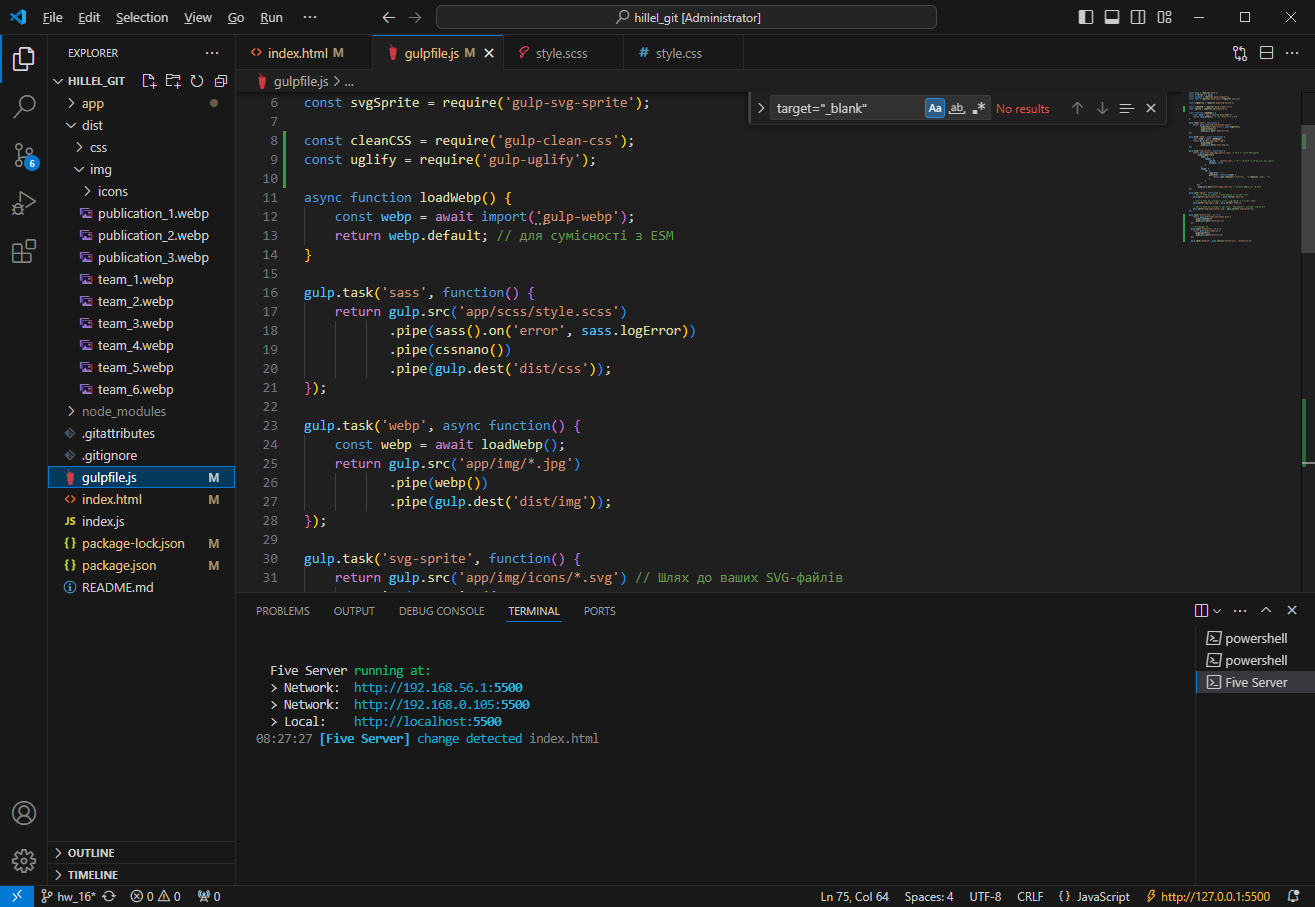 File Edit Selection View Go Run ··· hillel_git [Administrator]
EXPLORER ···
HILLEL_GIT
app
dist
css
img
icons
publication_1.webp
publication_2.webp
publication_3.webp
team_1.webp
team_2.webp
team_3.webp
team_4.webp
team_5.webp
team_6.webp
node_modules
.gitattributes
.gitignore
gulpfile.js M
index.html M
JS index.js
{} package-lock.json M
{} package.json M
README.md
OUTLINE
TIMELINE
6
index.html M gulpfile.js M style.scss # style.css
gulpfile.js > ...
target="_blank" Aa ab .* No results
6 const svgSprite = require('gulp-svg-sprite');
7
8 const cleanCSS = require('gulp-clean-css');
9 const uglify = require('gulp-uglify');
10
11 async function loadWebp() {
12 const webp = await import('gulp-webp');
13 return webp.default; // для сумісності з ESM
14 }
15
16 gulp.task('sass', function() {
17 return gulp.src('app/scss/style.scss')
18 .pipe(sass().on('error', sass.logError))
19 .pipe(cssnano())
20 .pipe(gulp.dest('dist/css'));
21 });
22
23 gulp.task('webp', async function() {
24 const webp = await loadWebp();
25 return gulp.src('app/img/*.jpg')
26 .pipe(webp())
27 .pipe(gulp.dest('dist/img'));
28 });
29
30 gulp.task('svg-sprite', function() {
31 return gulp.src('app/img/icons/*.svg') // Шлях до ваших SVG-файлів
PROBLEMS OUTPUT DEBUG CONSOLE TERMINAL PORTS
Five Server running at:
> Network: http://192.168.56.1:5500
> Network: http://192.168.0.105:5500
> Local: http://localhost:5500
08:27:27 [Five Server] change detected index.html
powershell
powershell
Five Server
hw_16* 0 0 0 Ln 75, Col 64 Spaces: 4 UTF-8 CRLF {} JavaScript http://127.0.0.1:5500